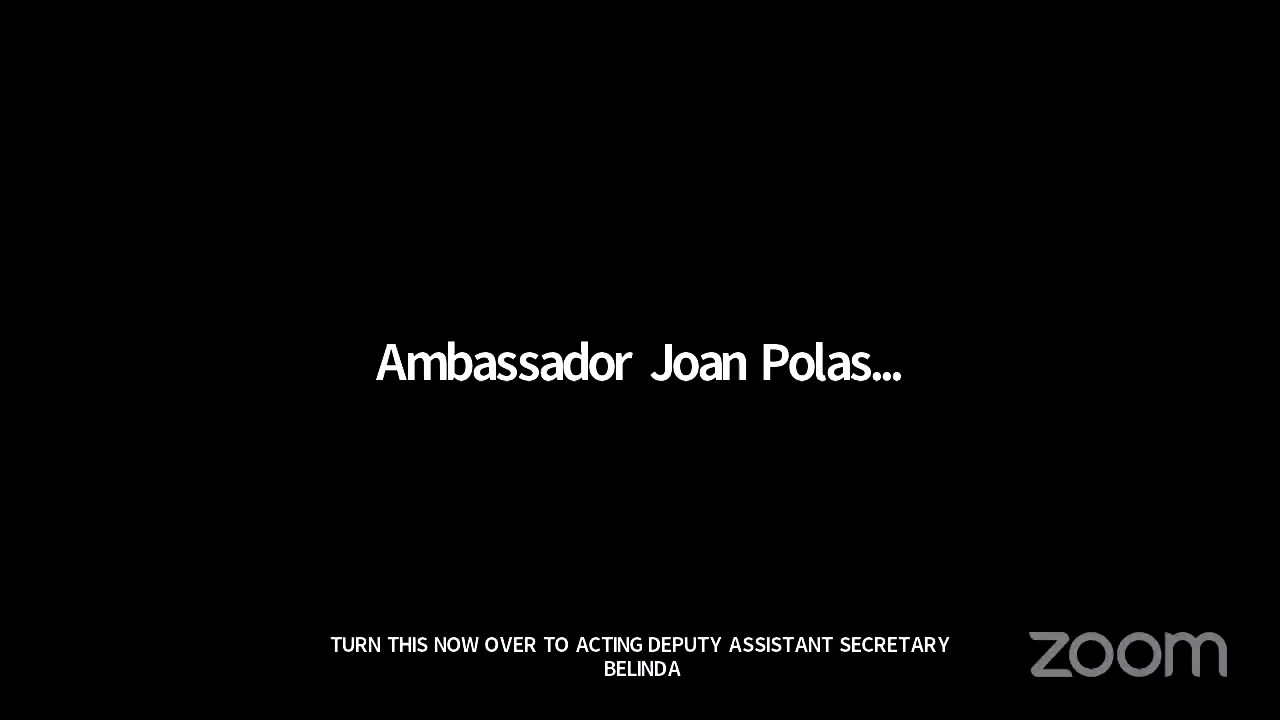 Ambassador Joan Polas...
TURN THIS NOW OVER TO ACTING DEPUTY ASSISTANT SECRETARY
BELINDA
zoom